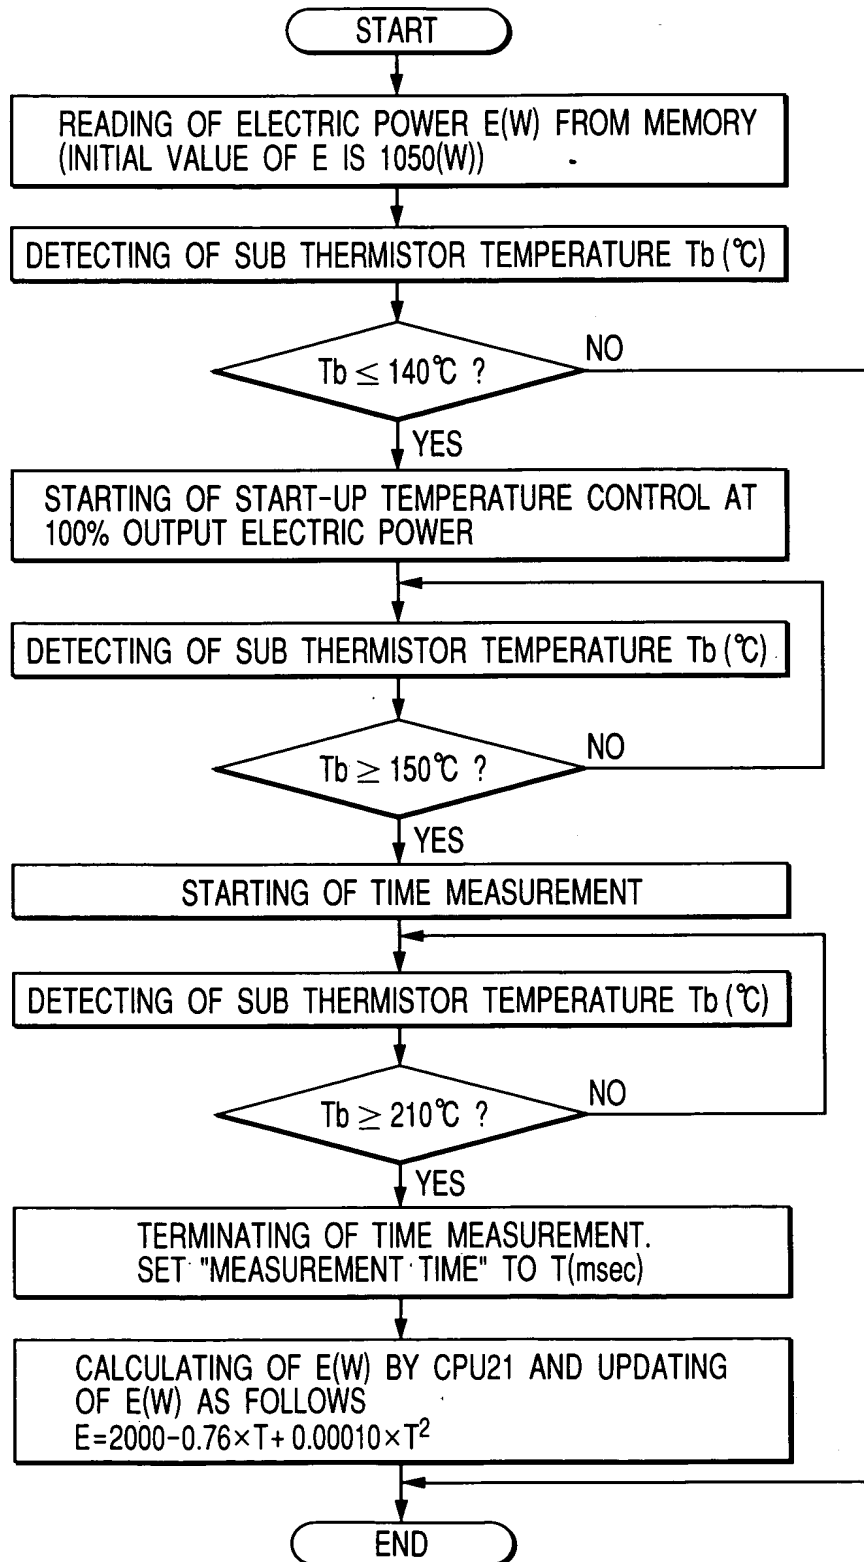 START
READING OF ELECTRIC POWER E(W) FROM MEMORY
(INITIAL VALUE OF E IS 1050(W))
DETECTING OF SUB THERMISTOR TEMPERATURE Tb (℃)
Tb ≤ 140℃ ?
NO
YES
STARTING OF START-UP TEMPERATURE CONTROL AT
100% OUTPUT ELECTRIC POWER
DETECTING OF SUB THERMISTOR TEMPERATURE Tb (℃)
Tb ≥ 150℃ ?
NO
YES
STARTING OF TIME MEASUREMENT
DETECTING OF SUB THERMISTOR TEMPERATURE Tb (℃)
Tb ≥ 210℃ ?
NO
YES
TERMINATING OF TIME MEASUREMENT.
SET "MEASUREMENT TIME" TO T(msec)
CALCULATING OF E(W) BY CPU21 AND UPDATING
OF E(W) AS FOLLOWS
E=2000-0.76×T+0.00010×T²
END